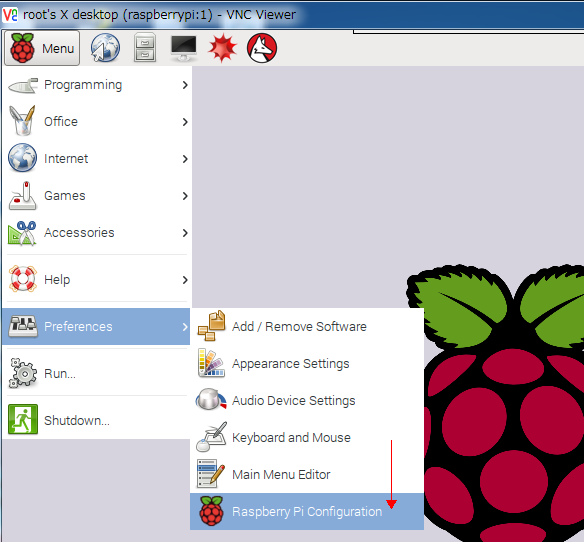 root's X desktop (raspberrypi:1) - VNC Viewer
Menu
Programming
Office
Internet
Games
Accessories
Help
Preferences
Run...
Shutdown...
Add / Remove Software
Appearance Settings
Audio Device Settings
Keyboard and Mouse
Main Menu Editor
Raspberry Pi Configuration